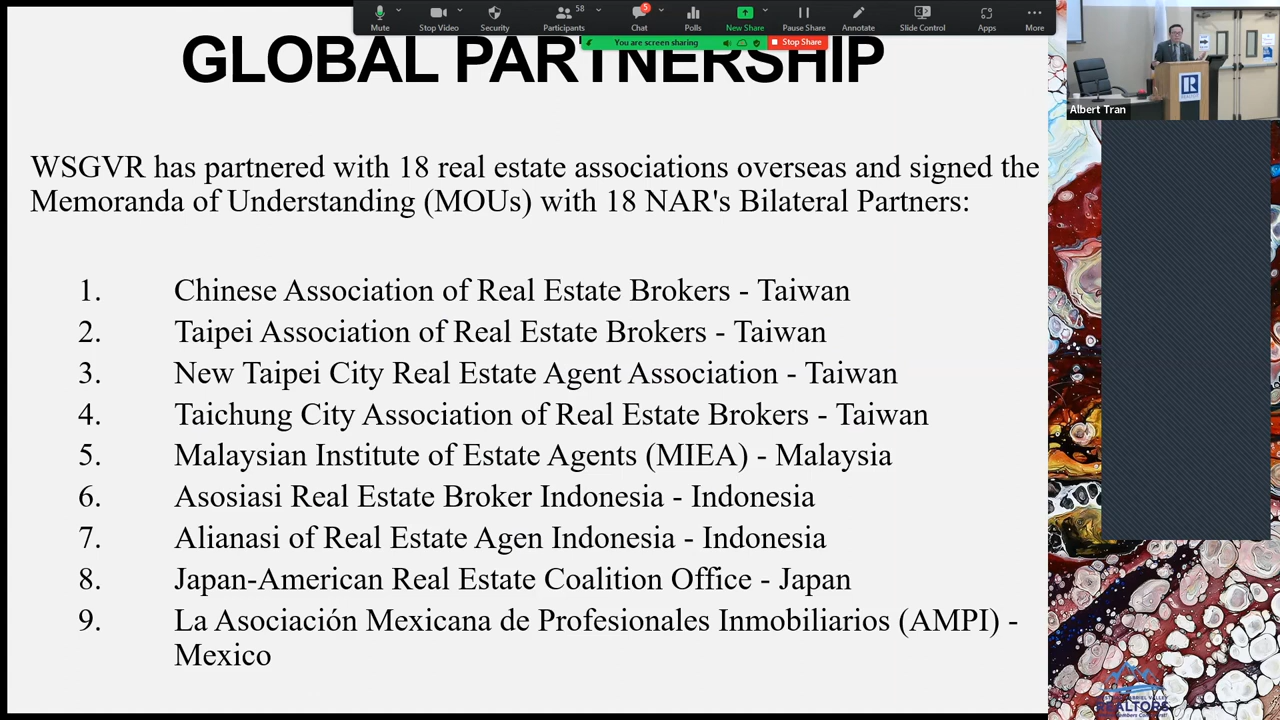 Mute
Stop Video
Security
58
Participants
5
Chat
Polls
New Share
Pause Share
Annotate
Slide Control
Apps
More
You are screen sharing
Stop Share
GLOBAL PARTNERSHIP
Albert Tran
R
WSGVR has partnered with 18 real estate associations overseas and signed the
Memoranda of Understanding (MOUs) with 18 NAR's Bilateral Partners:
1. Chinese Association of Real Estate Brokers - Taiwan
2. Taipei Association of Real Estate Brokers - Taiwan
3. New Taipei City Real Estate Agent Association - Taiwan
4. Taichung City Association of Real Estate Brokers - Taiwan
5. Malaysian Institute of Estate Agents (MIEA) - Malaysia
6. Asosiasi Real Estate Broker Indonesia - Indonesia
7. Alianasi of Real Estate Agen Indonesia - Indonesia
8. Japan-American Real Estate Coalition Office - Japan
9. La Asociación Mexicana de Profesionales Inmobiliarios (AMPI) -
Mexico
VALLEY
REALTORS